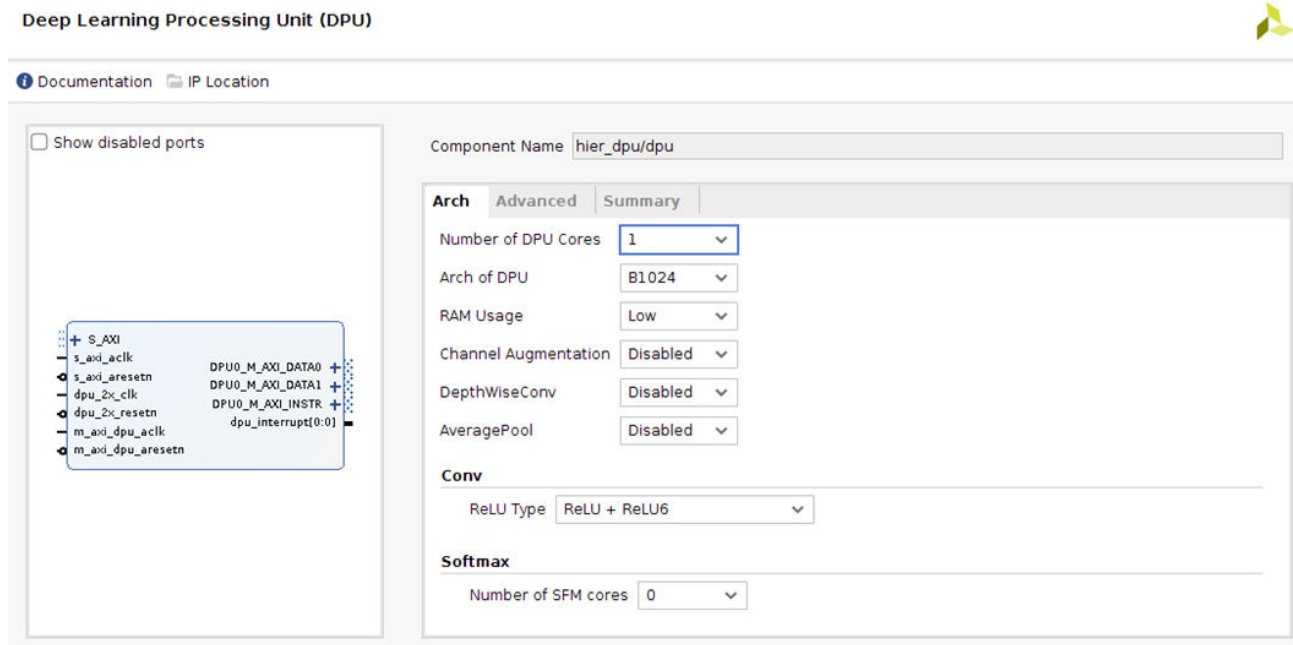 Deep Learning Processing Unit (DPU)
Documentation IP Location
Show disabled ports
S_AXI
s_axi_aclk
s_axi_aresetn
dpu_2x_clk
dpu_2x_resetn
m_axi_dpu_aclk
m_axi_dpu_aresetn
DPU0_M_AXI_DATA0
DPU0_M_AXI_DATA1
DPU0_M_AXI_INSTR
dpu_interrupt[0:0]
Component Name hier_dpu/dpu
Arch Advanced Summary
Number of DPU Cores 1
Arch of DPU B1024
RAM Usage Low
Channel Augmentation Disabled
DepthWiseConv Disabled
AveragePool Disabled
Conv
ReLU Type ReLU + ReLU6
Softmax
Number of SFM cores 0